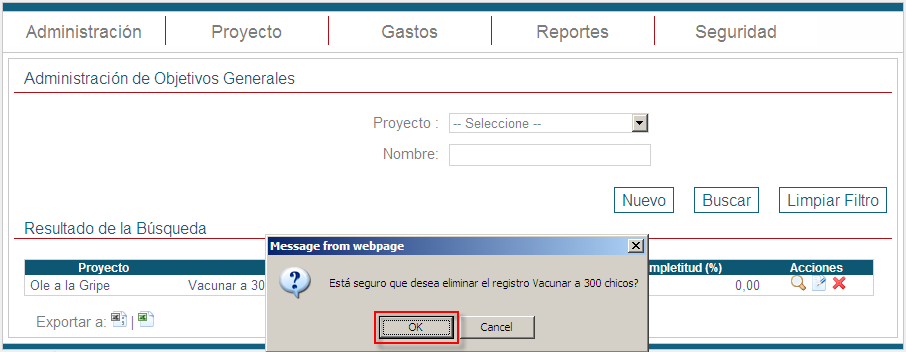 Administración Proyecto Gastos Reportes Seguridad
Administración de Objetivos Generales
Proyecto : -- Seleccione --
Nombre:
Nuevo Buscar Limpiar Filtro
Resultado de la Búsqueda
Message from webpage
Proyecto mpletitud (%) Acciones
Está seguro que desea eliminar el registro Vacunar a 300 chicos?
Ole a la Gripe Vacunar a 30 0,00
Exportar a: |
OK Cancel